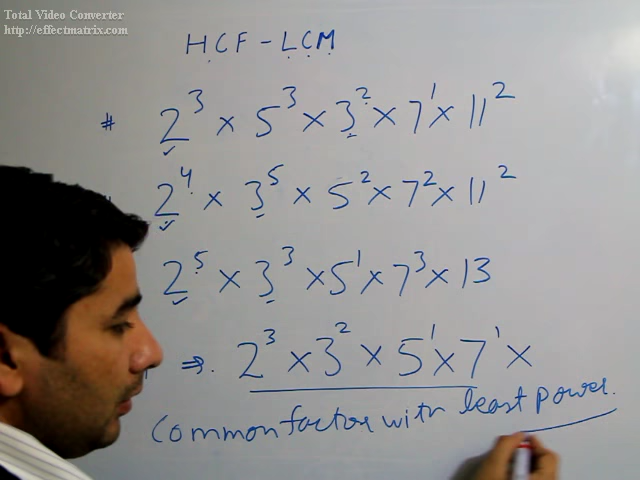 Total Video Converter
http://effectmatrix.com
HCF - LCM
# 2³ × 5³ × 3² × 7¹ × 11²
2⁴ × 3⁵ × 5² × 7² × 11²
2⁵ × 3³ × 5¹ × 7³ × 13
⇒. 2³ × 3² × 5¹ × 7¹ ×
Common factor with least power.